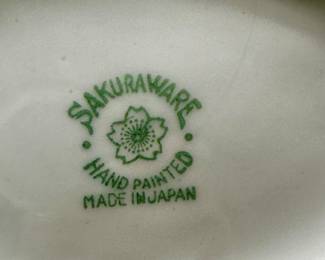 SAKURAWARE
• HAND PAINTED •
MADE IN JAPAN